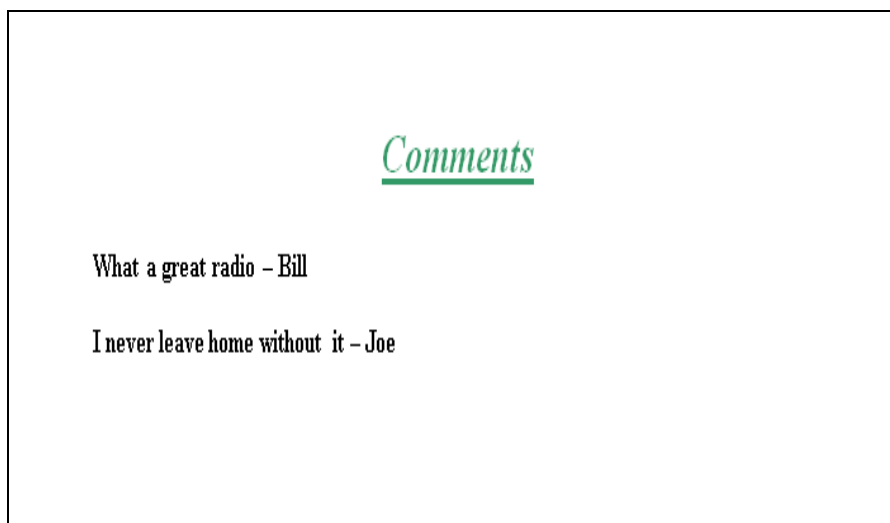 Comments
What a great radio – Bill
I never leave home without it – Joe